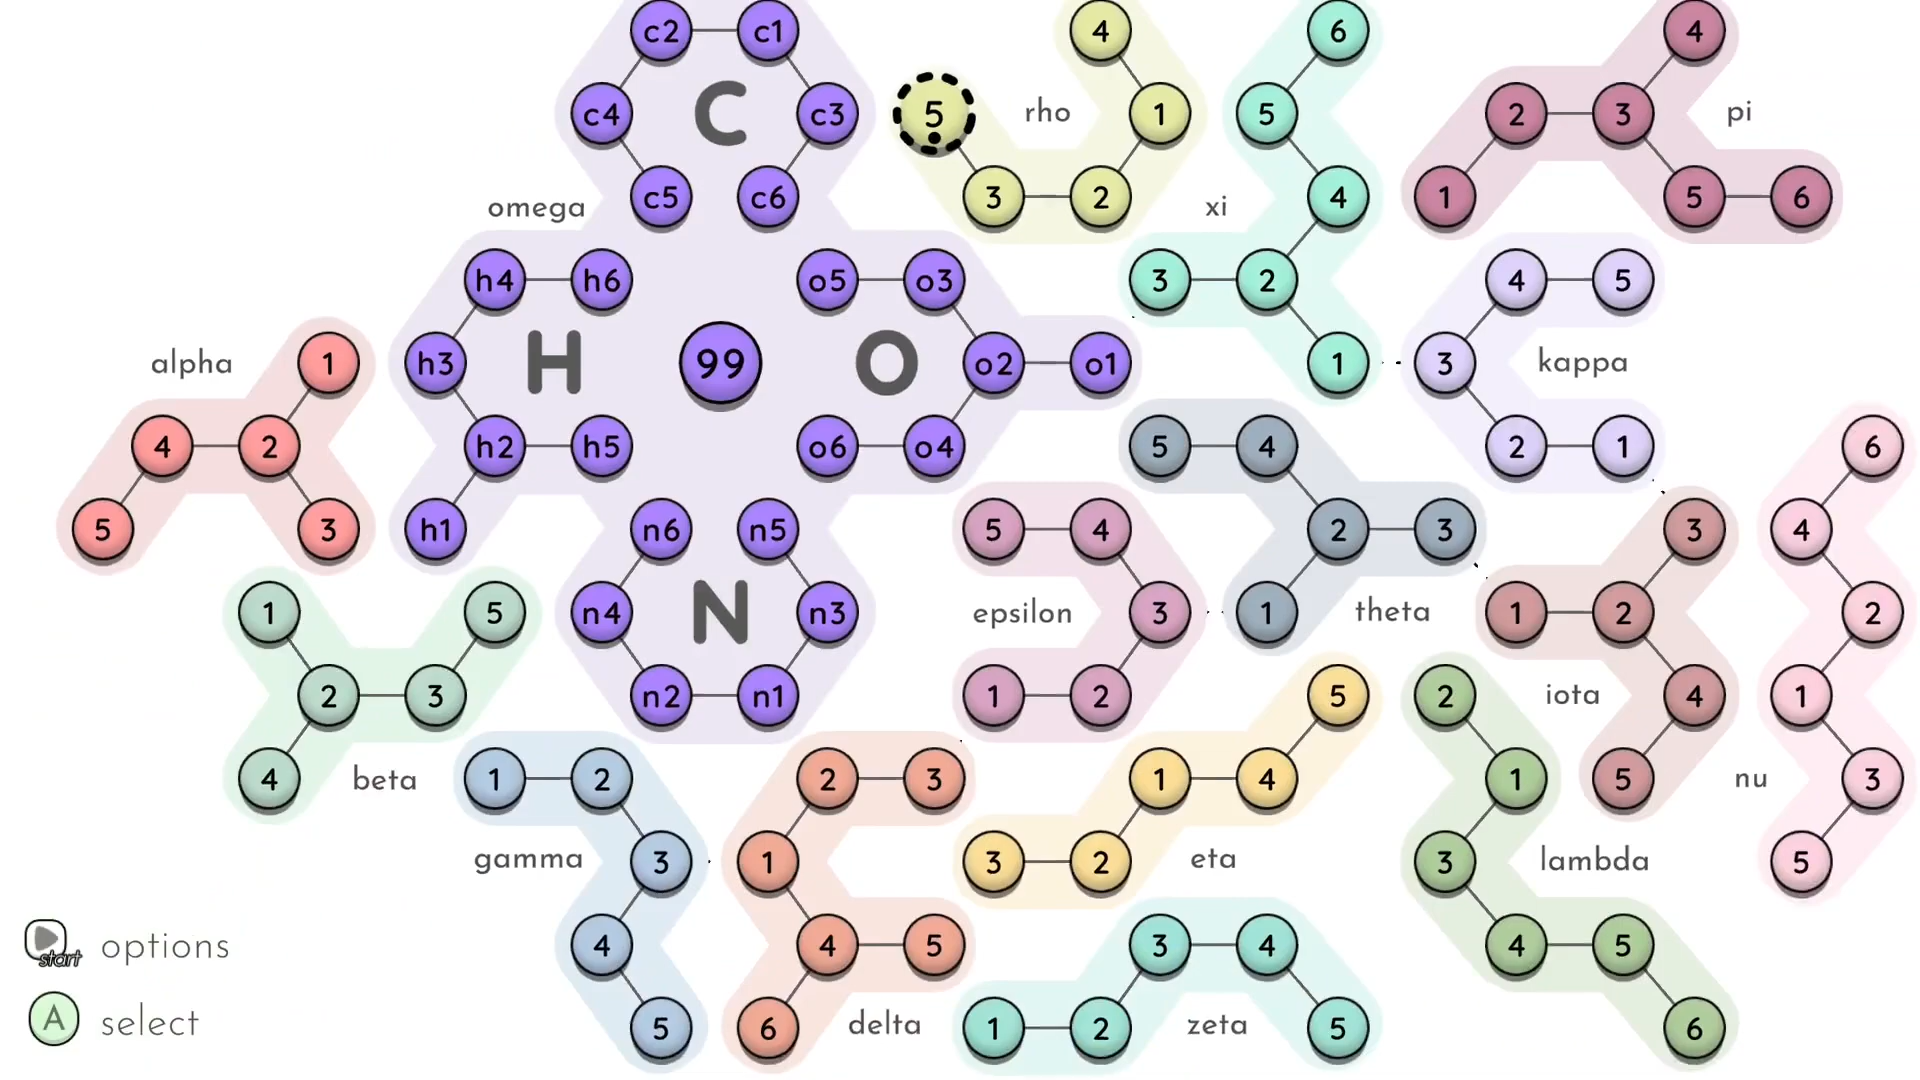 c2 c1 4 6 4
c4 C c3 5 rho 1 5 2 3 pi
c5 c6 3 2 4 1 5 6
omega xi
h4 h6 o5 o3 3 2 4 5
alpha 1 h3 H 99 O o2 o1 1 3 kappa
4 2 h2 h5 o6 o4 5 4 2 1 6
5 3 h1 n6 n5 5 4 2 3 3 4
1 5 n4 N n3 epsilon 3 1 theta 1 2 2
2 3 n2 n1 1 2 5 2 iota 4 1
4 beta 1 2 2 3 1 4 1 5 nu 3
gamma 3 1 3 2 eta 3 lambda 5
start options 4 4 5 3 4 4 5
A select 5 6 delta 1 2 zeta 5 6